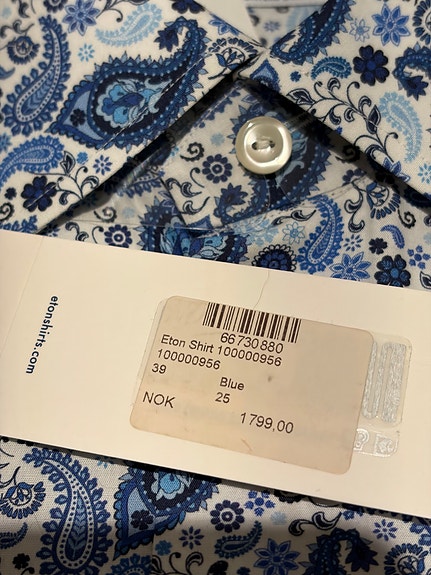 etonshirts.com
66730880
Eton Shirt 100000956
100000956
39
Blue
25
NOK 1799,00